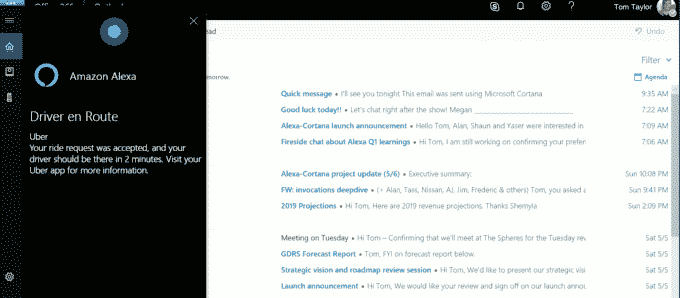 Tom Taylor
Undo
Amazon Alexa
Filter
Agenda
Quick message • I'll see you tonight This email was sent using Microsoft Cortana 9:35 AM
Good luck today!! • Let's chat right after the show! Megan 7:22 AM
Driver en Route
Alexa-Cortana launch announcement • Hello Tom, Alan, Shaun and Yaser were interested in 7:09 AM
Uber
Fireside chat about Alexa Q1 learnings • Hi Tom, I am still working on confirming your prefer 7:06 AM
Your ride request was accepted, and your
driver should be there in 2 minutes. Visit your
Uber app for more information.
Alexa-Cortana project update (5/6) • Executive summary: Sun 10:08 PM
FW: invocations deepdive • (+ Alan, Tass, Nissan, AJ, Jim, Frederic & others) Tom, you asked a Sun 9:41 PM
2019 Projections • Hi Tom, Here are 2019 revenue projections. Thanks Shemyla Sun 2:09 PM
Meeting on Tuesday • Hi Tom – Confirming that we'll meet at The Spheres for the Tuesday rev Sat 5/5
GDRS Forecast Report • Tom, FYI on forecast report below. Sat 5/5
Strategic vision and roadmap review session • Hi Tom, We'd like to present our strategic visi Sat 5/5
Launch announcement • Hi Tom, We would like your review and sign off on our launch annou Sat 5/5